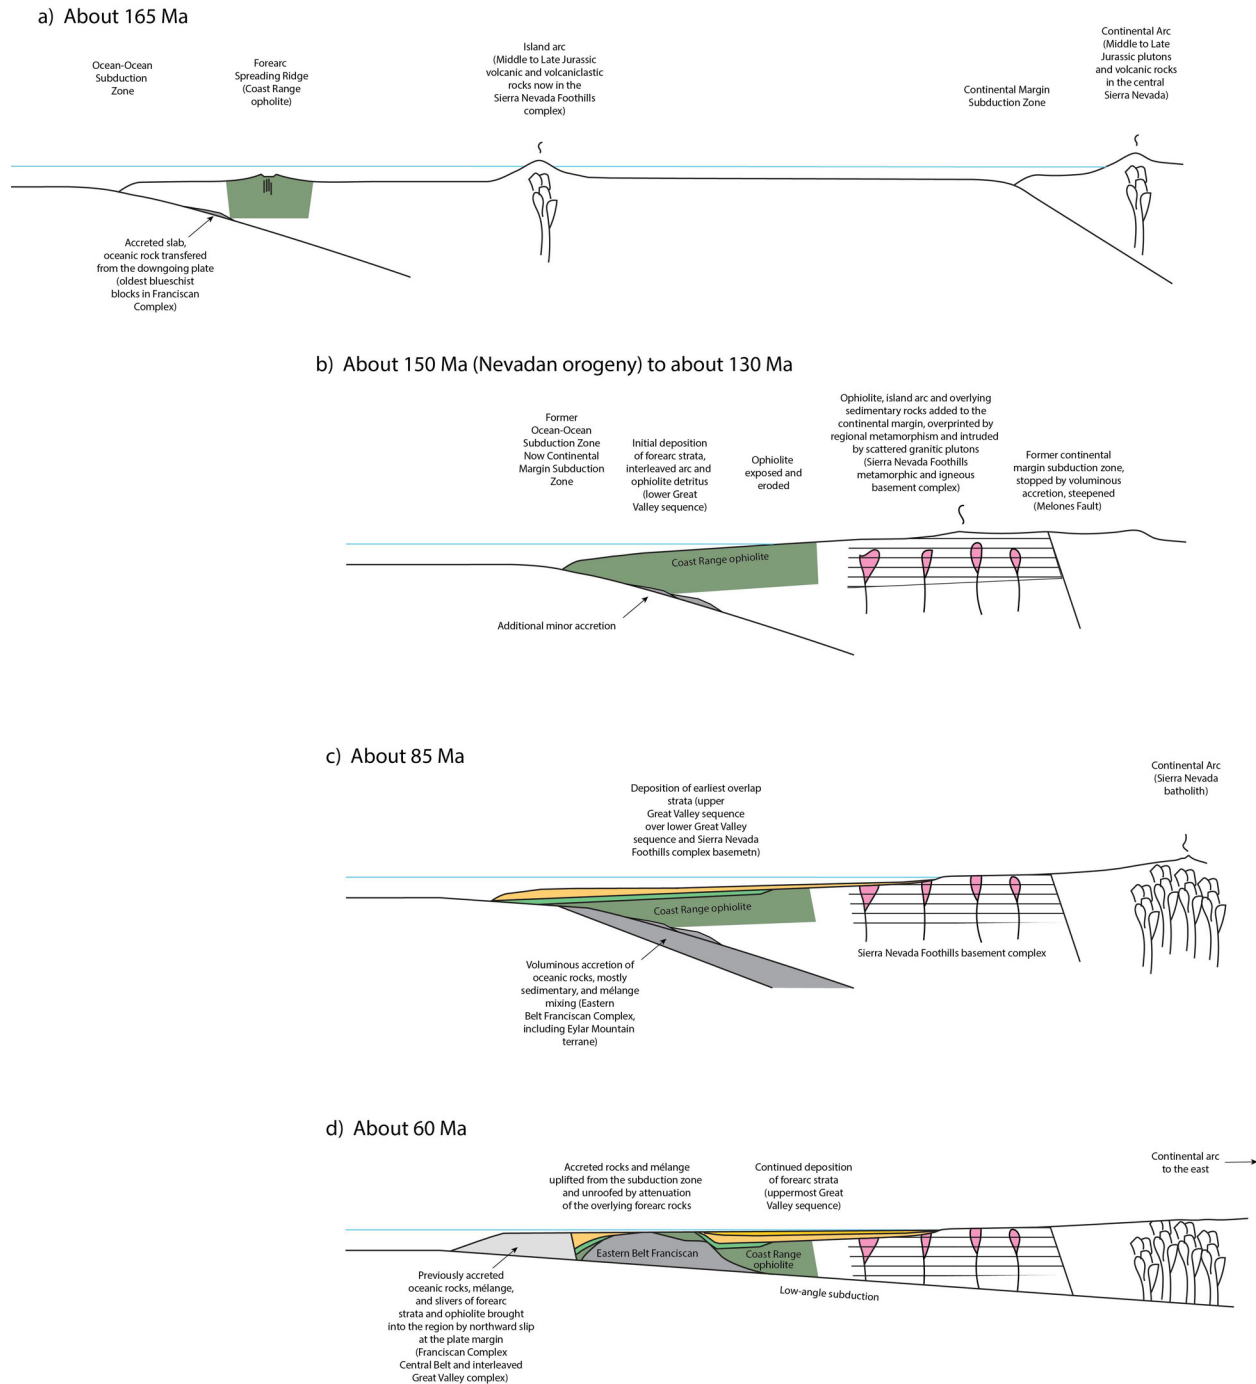 a) About 165 Ma
Ocean-Ocean
Subduction
Zone
Forearc
Spreading Ridge
(Coast Range
opholite)
Island arc
(Middle to Late Jurassic
volcanic and volcaniclastic
rocks now in the
Sierra Nevada Foothills
complex)
Continental Margin
Subduction Zone
Continental Arc
(Middle to Late
Jurassic plutons
and volcanic rocks
in the central
Sierra Nevada)
Accreted slab,
oceanic rock transfered
from the downgoing plate
(oldest blueschist
blocks in Franciscan
Complex)
b) About 150 Ma (Nevadan orogeny) to about 130 Ma
Former
Ocean-Ocean
Subduction Zone
Now Continental
Margin Subduction
Zone
Initial deposition
of forearc strata,
interleaved arc and
ophiolite detritus
(lower Great
Valley sequence)
Ophiolite
exposed and
eroded
Ophiolite, island arc and overlying
sedimentary rocks added to the
continental margin, overprinted by
regional metamorphism and intruded
by scattered granitic plutons
(Sierra Nevada Foothills
metamorphic and igneous
basement complex)
Former continental
margin subduction zone,
stopped by voluminous
accretion, steepened
(Melones Fault)
Coast Range ophiolite
Additional minor accretion
c) About 85 Ma
Deposition of earliest overlap
strata (upper
Great Valley sequence
over lower Great Valley
sequence and Sierra Nevada
Foothills complex basemetn)
Continental Arc
(Sierra Nevada
batholith)
Coast Range ophiolite
Sierra Nevada Foothills basement complex
Voluminous accretion of
oceanic rocks, mostly
sedimentary, and mélange
mixing (Eastern
Belt Franciscan Complex,
including Eylar Mountain
terrane)
d) About 60 Ma
Accreted rocks and mélange
uplifted from the subduction zone
and unroofed by attenuation
of the overlying forearc rocks
Continued deposition
of forearc strata
(uppermost Great
Valley sequence)
Continental arc
to the east
Eastern Belt Franciscan
Coast Range
ophiolite
Low-angle subduction
Previously accreted
oceanic rocks, mélange,
and slivers of forearc
strata and ophiolite brought
into the region by northward slip
at the plate margin
(Franciscan Complex
Central Belt and interleaved
Great Valley complex)